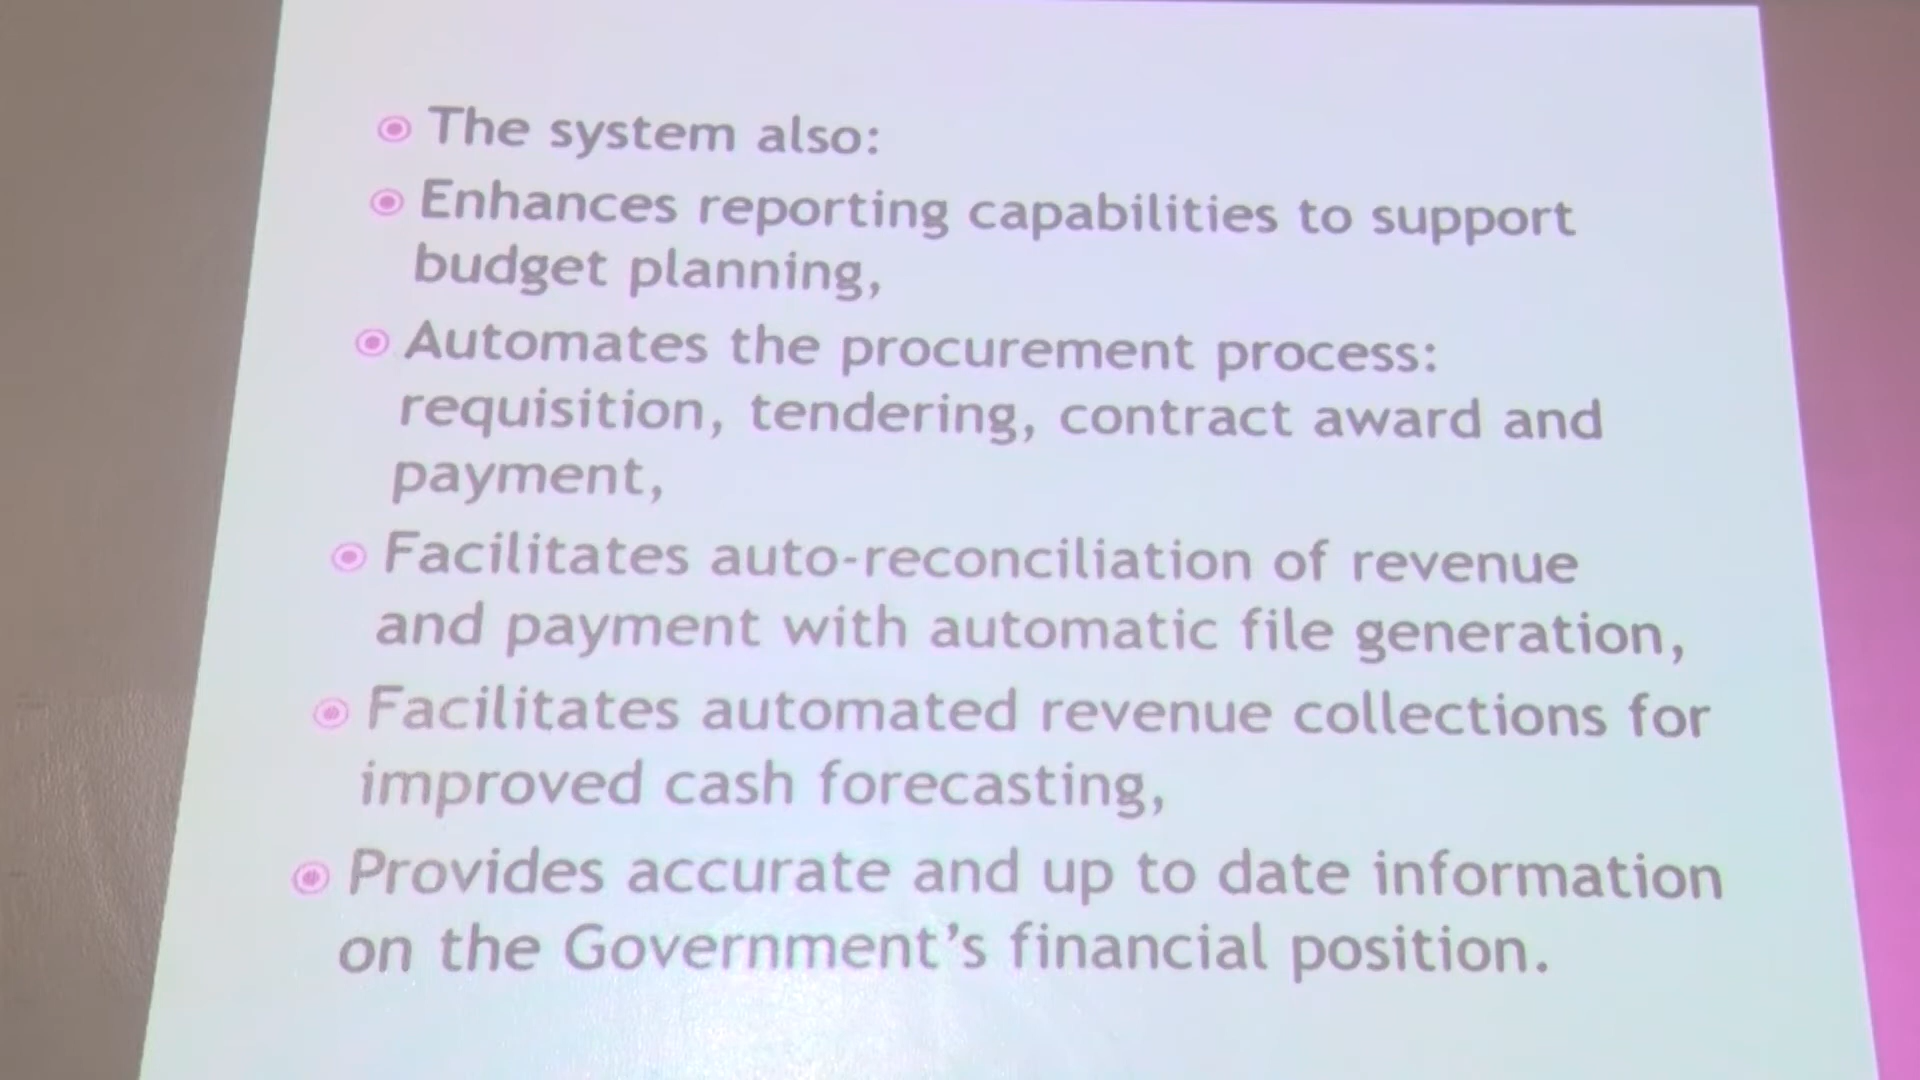 The system also:
Enhances reporting capabilities to support
budget planning,
Automates the procurement process:
requisition, tendering, contract award and
payment,
Facilitates auto-reconciliation of revenue
and payment with automatic file generation,
Facilitates automated revenue collections for
improved cash forecasting,
Provides accurate and up to date information
on the Government's financial position.